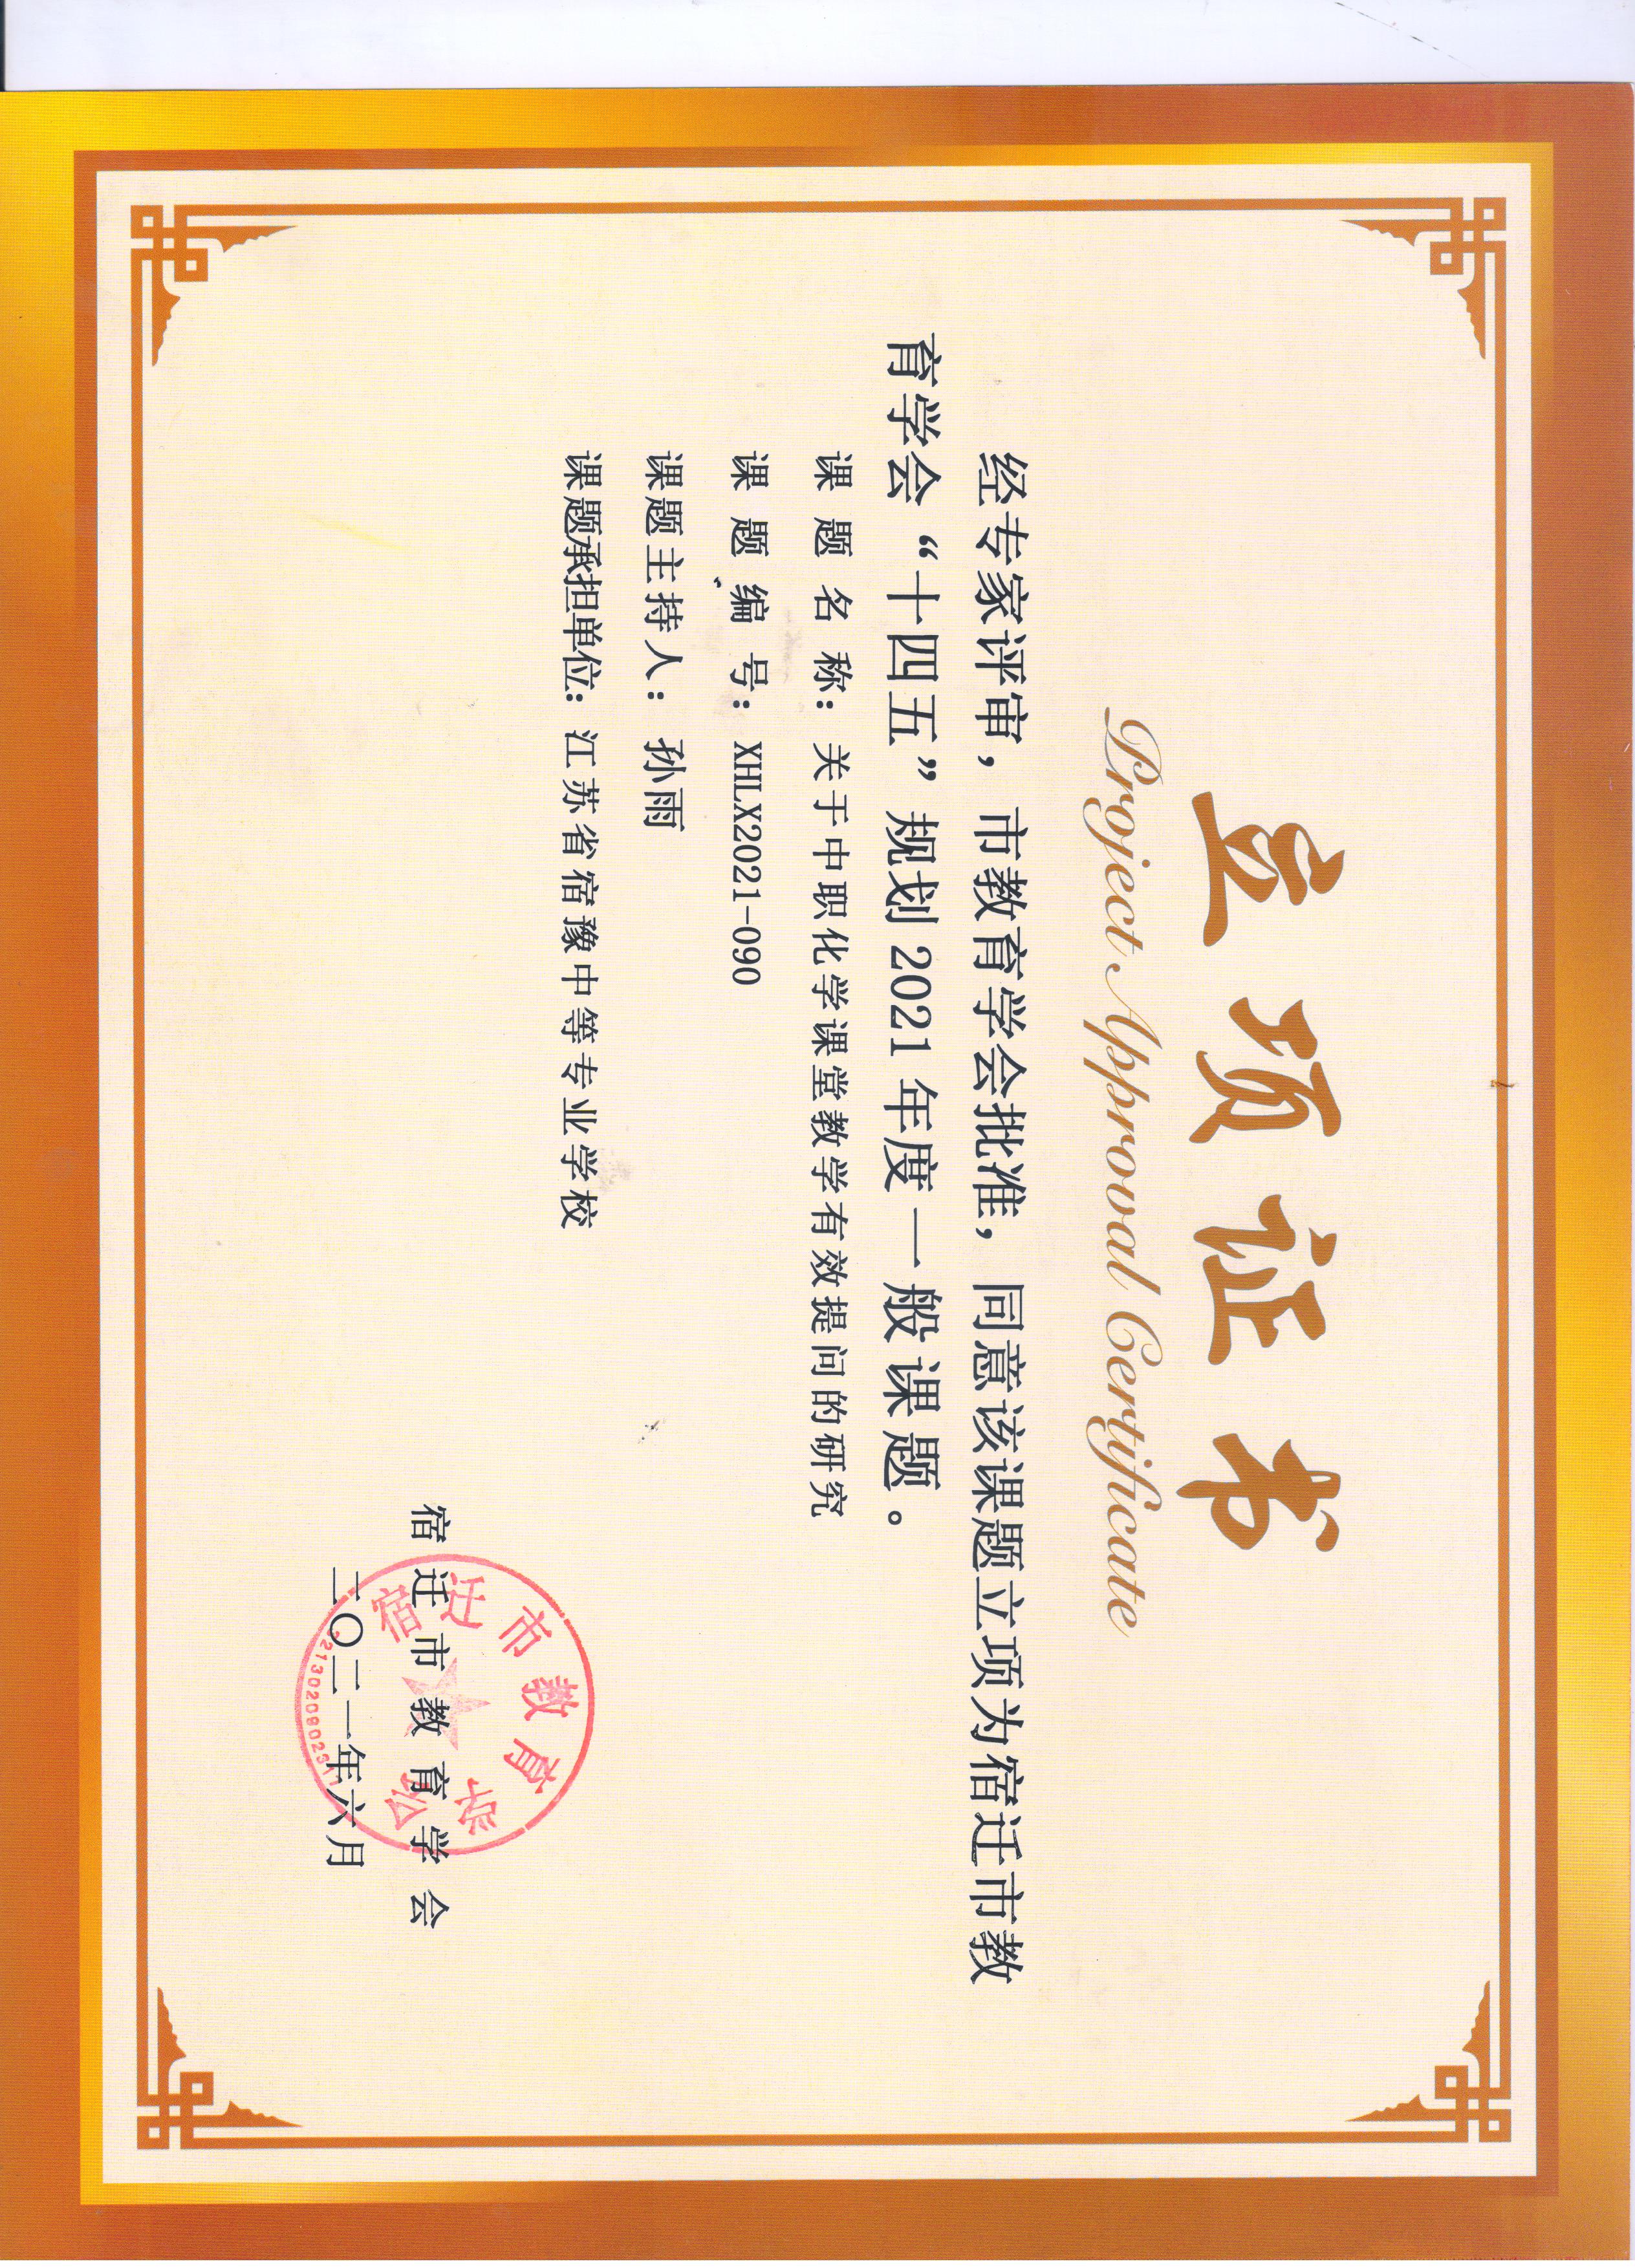 立项证书
Project Approval Certificate
经专家评审，市教育学会批准，同意该课题立项为宿迁市教
育学会“十四五”规划2021年度一般课题。
课题名称：关于中职化学课堂教学有效提问的研究
课题编号：XHLX2021-090
课题主持人：孙雨
课题承担单位：江苏省宿豫中等专业学校
宿迁市教育学会
二〇二一年六月
宿迁市教育学会